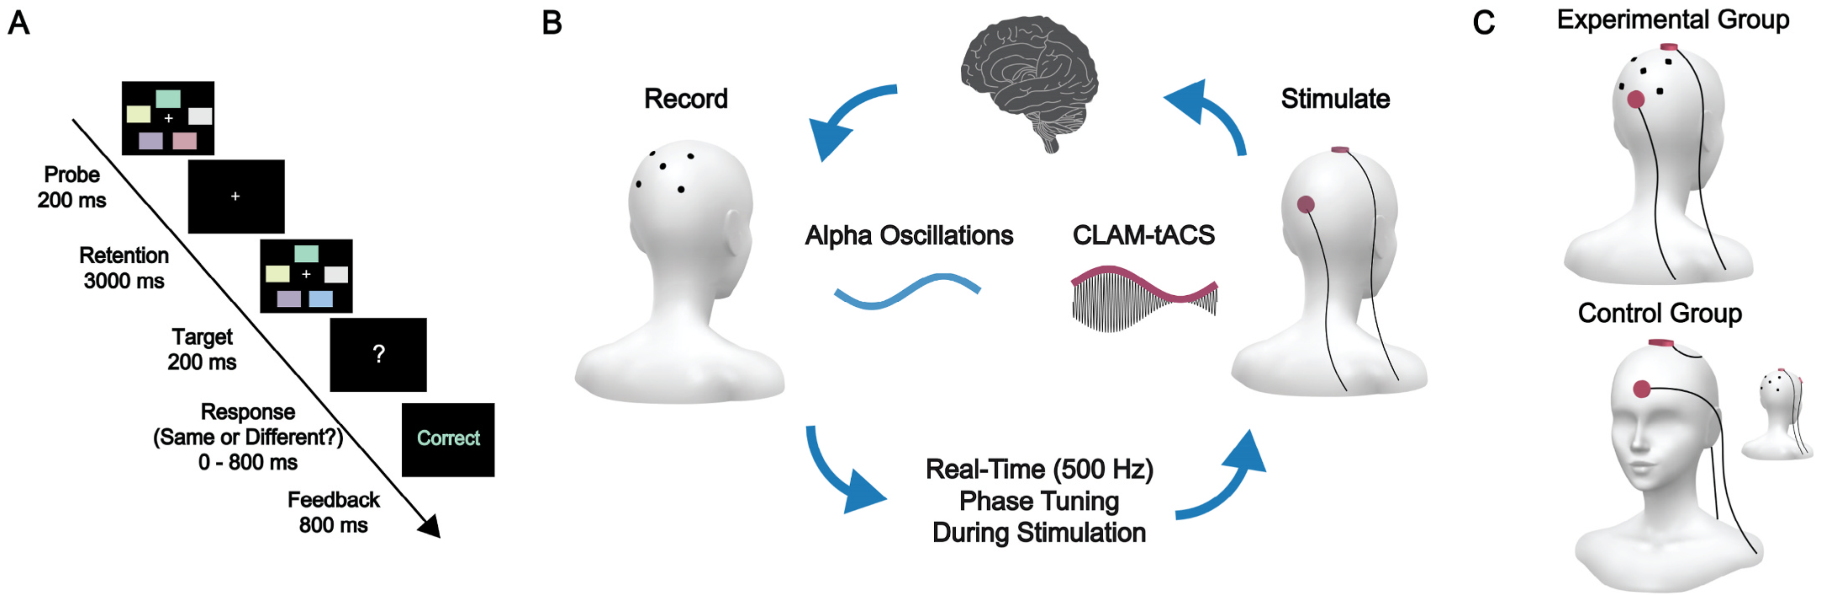 A
Probe
200 ms
Retention
3000 ms
Target
200 ms
?
Response
(Same or Different?)
0 - 800 ms
Correct
Feedback
800 ms
B
Record
Stimulate
Alpha Oscillations
CLAM-tACS
Real-Time (500 Hz)
Phase Tuning
During Stimulation
C
Experimental Group
Control Group